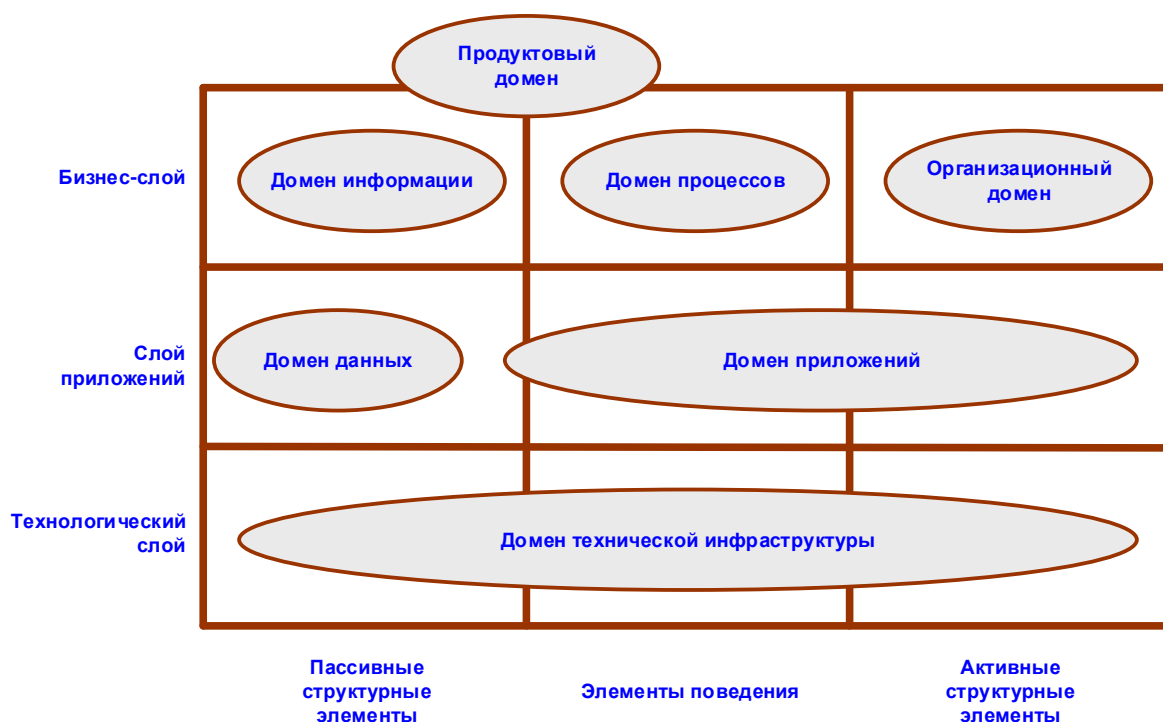 Продуктовый
домен
Бизнес-слой
Домен информации
Домен процессов
Организационный
домен
Слой
приложений
Домен данных
Домен приложений
Технологический
слой
Домен технической инфраструктуры
Пассивные
структурные
элементы
Элементы поведения
Активные
структурные
элементы